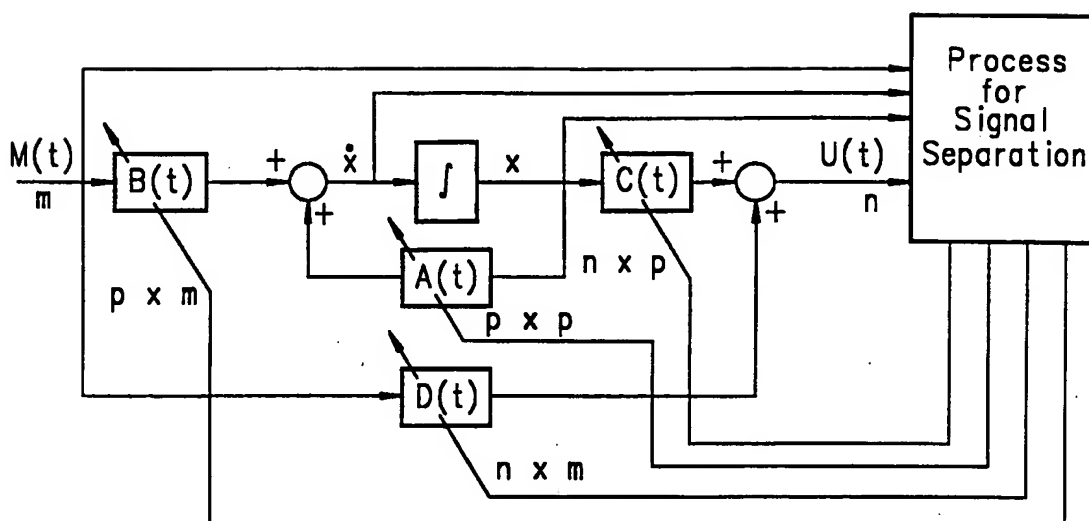 Process
for
Signal
Separation
M(t)
m
B(t)
p x m
+
+
ẋ
∫
x
A(t)
p x p
C(t)
n x p
+
+
U(t)
n
D(t)
n x m